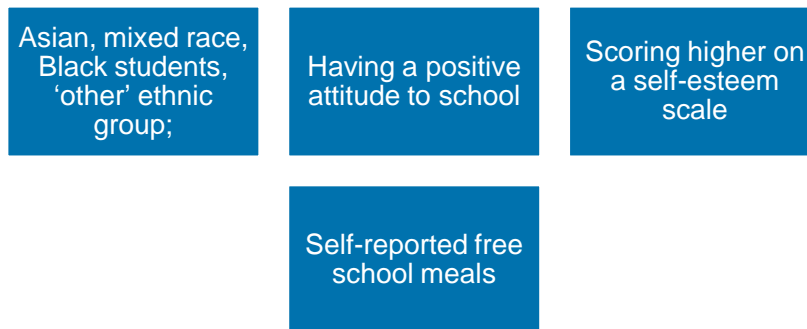 Asian, mixed race,
Black students,
‘other’ ethnic
group;
Having a positive
attitude to school
Scoring higher on
a self-esteem
scale
Self-reported free
school meals